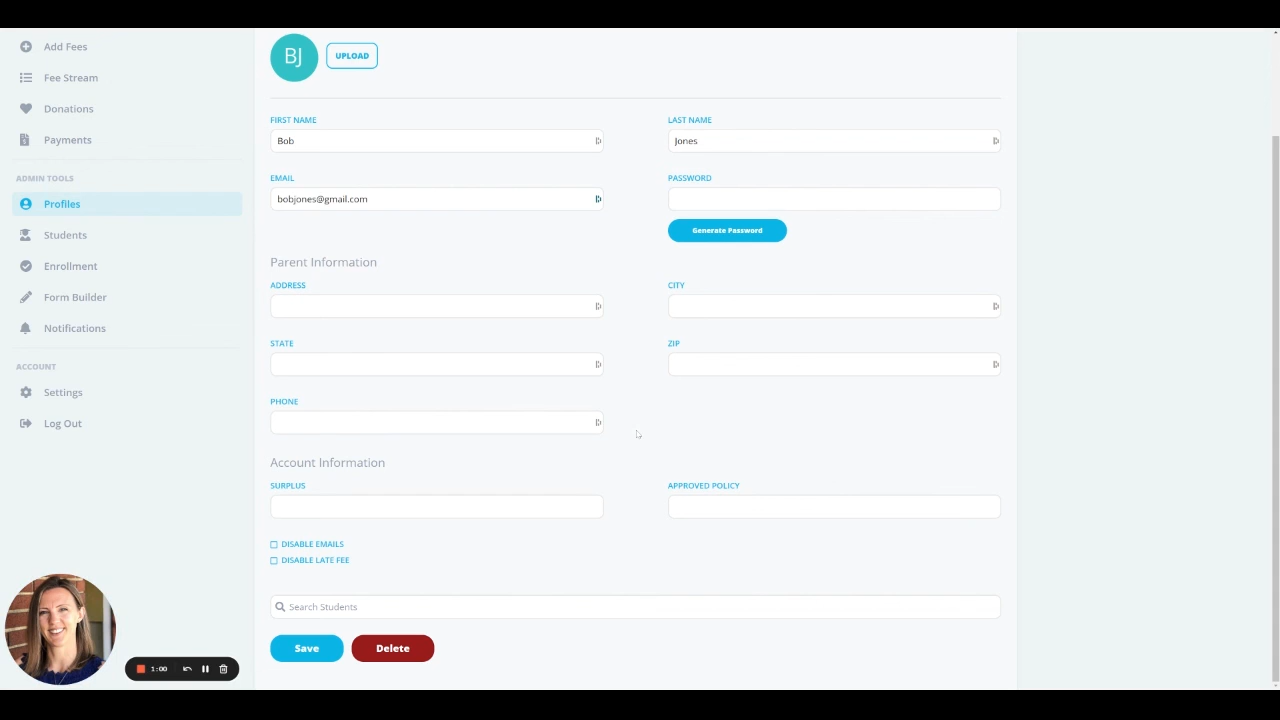 Add Fees
Fee Stream
Donations
Payments
ADMIN TOOLS
Profiles
Students
Enrollment
Form Builder
Notifications
ACCOUNT
Settings
Log Out
BJ UPLOAD
FIRST NAME LAST NAME
Bob Jones
EMAIL PASSWORD
bobjones@gmail.com
Generate Password
Parent Information
ADDRESS CITY
STATE ZIP
PHONE
Account Information
SURPLUS APPROVED POLICY
DISABLE EMAILS
DISABLE LATE FEE
Search Students
Save Delete
1:00